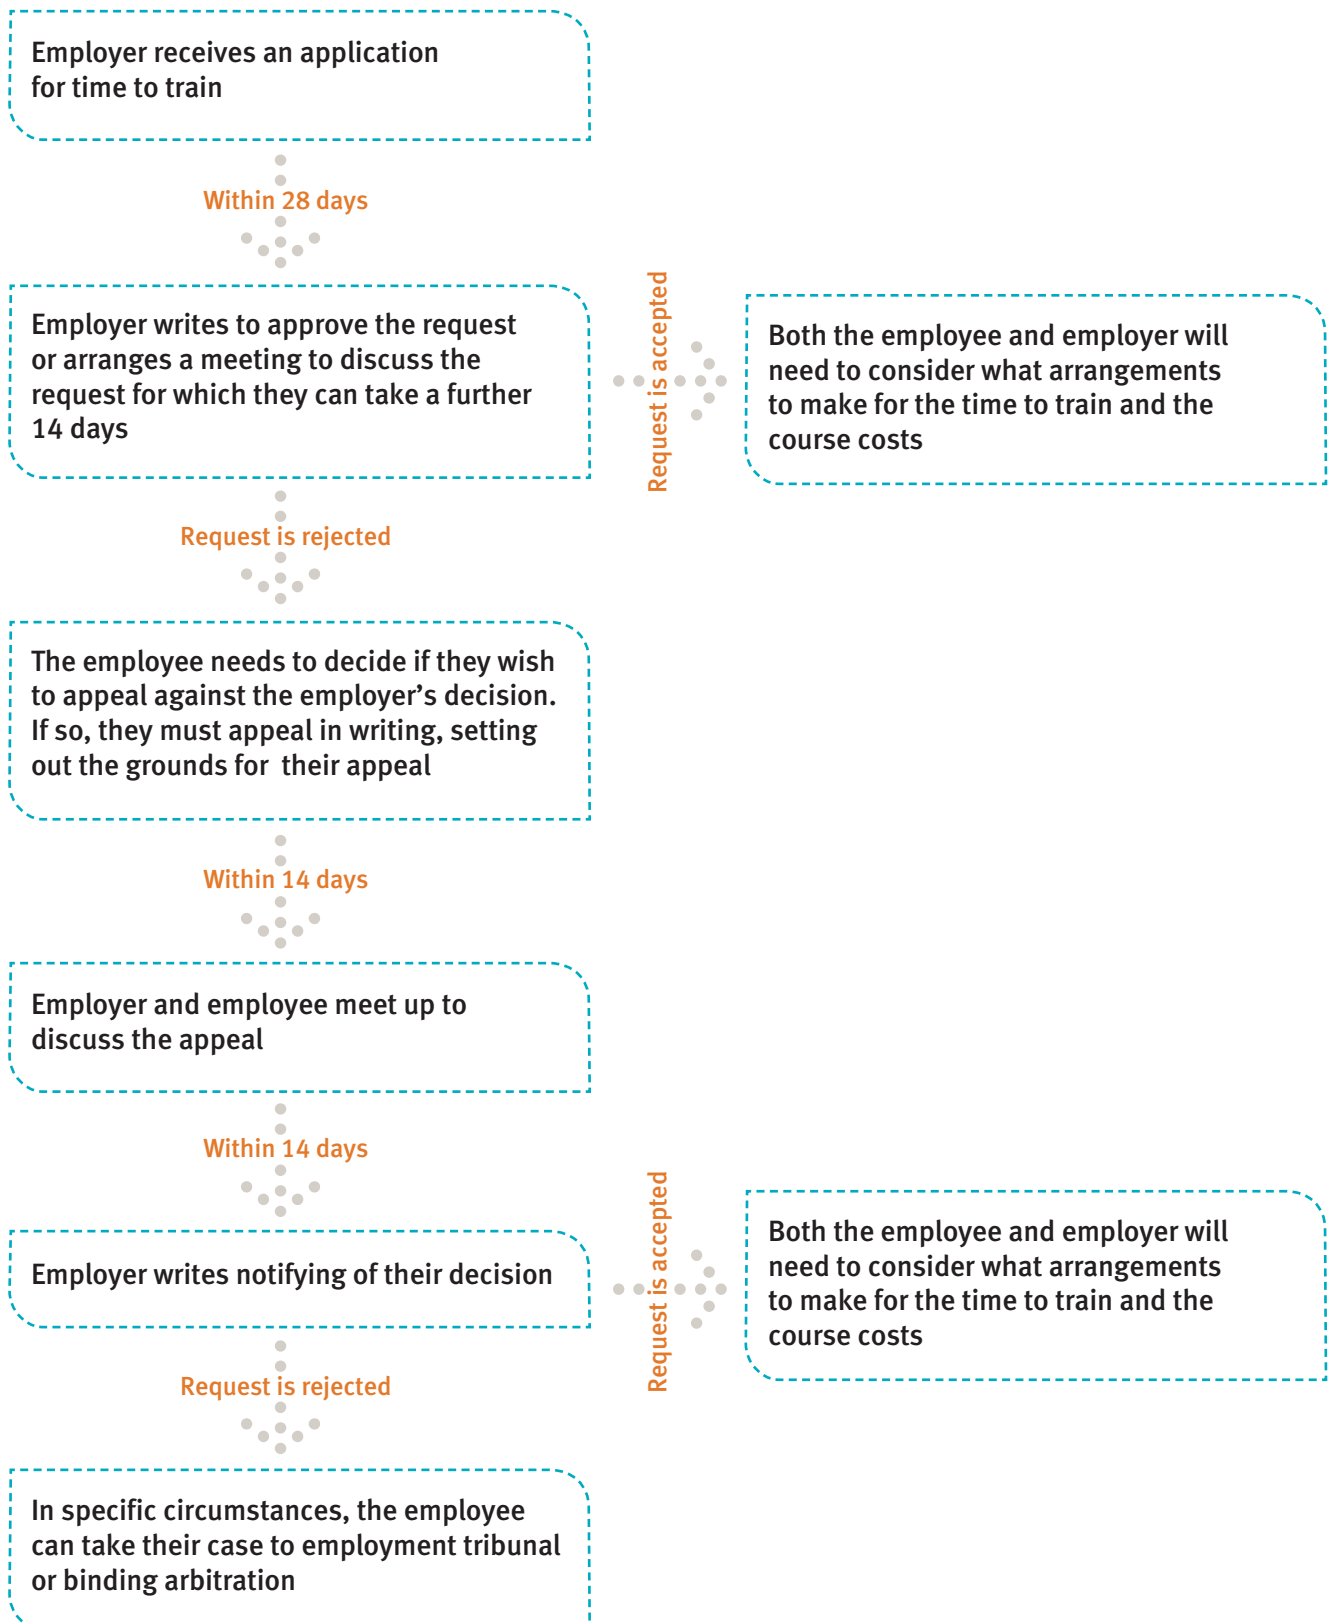 Employer receives an application
for time to train
Within 28 days
Employer writes to approve the request
or arranges a meeting to discuss the
request for which they can take a further
14 days
Request is accepted
Both the employee and employer will
need to consider what arrangements
to make for the time to train and the
course costs
Request is rejected
The employee needs to decide if they wish
to appeal against the employer’s decision.
If so, they must appeal in writing, setting
out the grounds for  their appeal
Within 14 days
Employer and employee meet up to
discuss the appeal
Within 14 days
Employer writes notifying of their decision
Request is accepted
Both the employee and employer will
need to consider what arrangements
to make for the time to train and the
course costs
Request is rejected
In specific circumstances, the employee
can take their case to employment tribunal
or binding arbitration